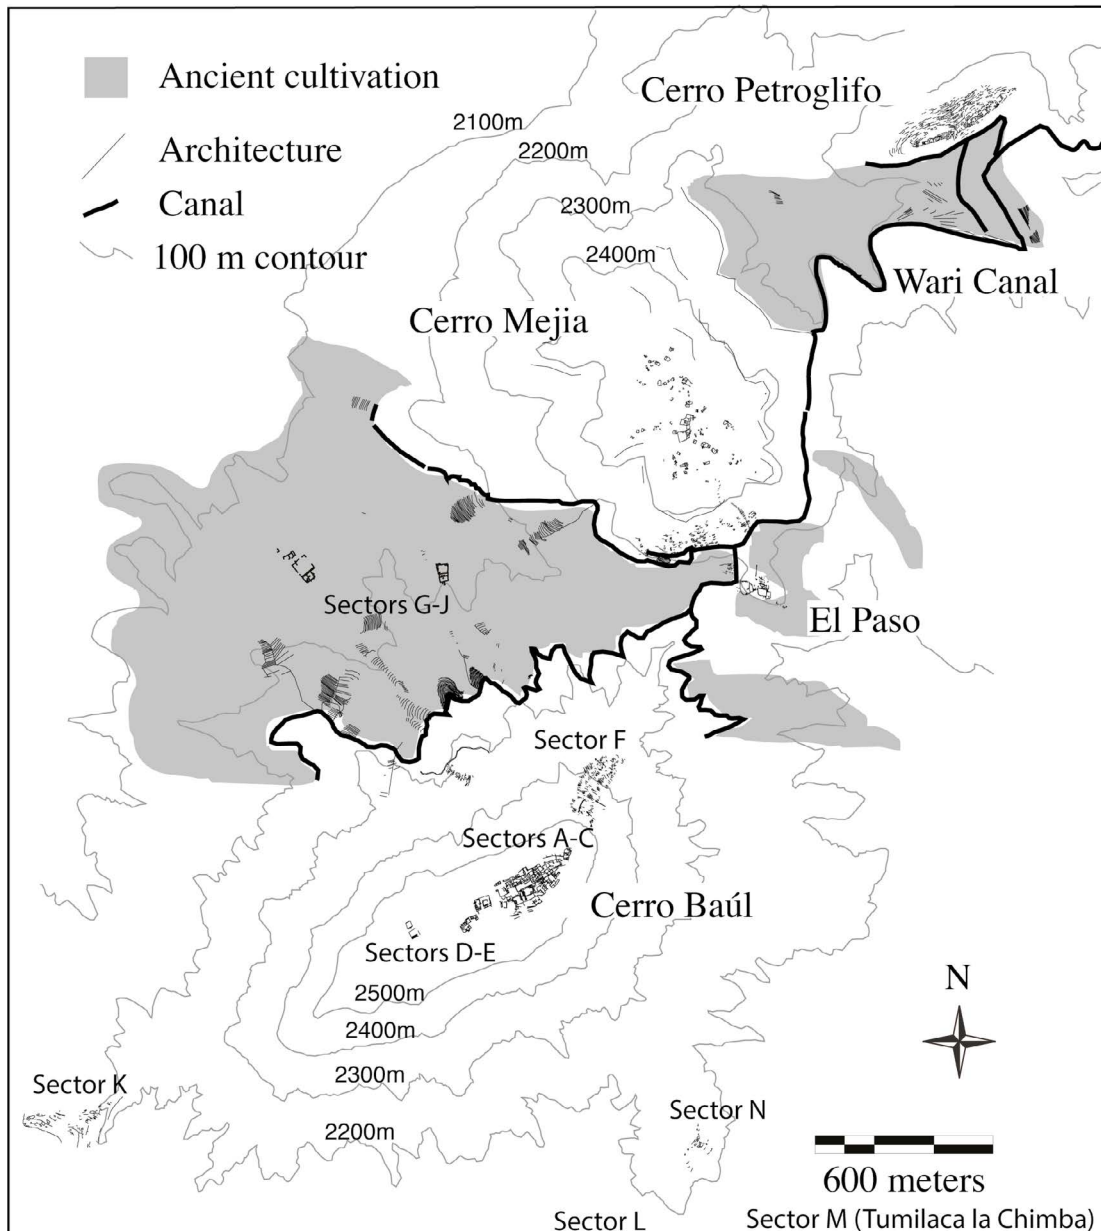 Ancient cultivation
Architecture
Canal
100 m contour
Cerro Petroglifo
2100m
2200m
2300m
2400m
Wari Canal
Cerro Mejia
Sectors G-J
El Paso
Sector F
Sectors A-C
Cerro Baúl
Sectors D-E
2500m
2400m
2300m
2200m
N
Sector K
Sector N
600 meters
Sector L
Sector M (Tumilaca la Chimba)